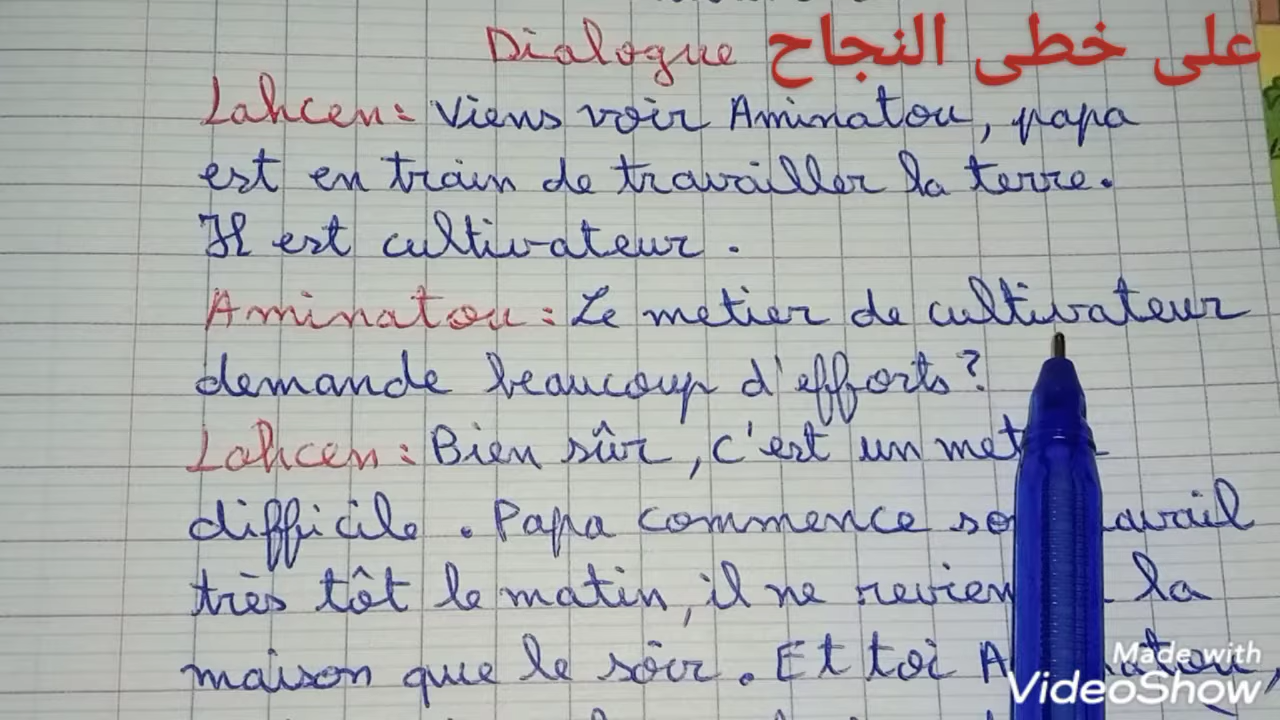 Dialogue على خطى النجاح
Lahcen: Viens voir Aminatou, papa
est en train de travailler la terre.
Il est cultivateur.
Aminatou: Le metier de cultivateur
demande beaucoup d'efforts?
Lahcen: Bien sûr, c'est un
difficile. Papa commence
très tôt le matin, il ne la
maison que le soir. Et toi
Made with
VideoShow